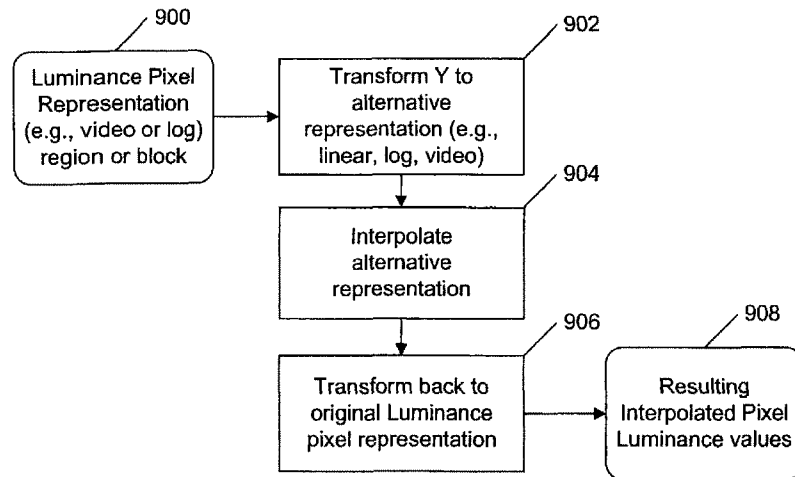 900
Luminance Pixel
Representation
(e.g., video or log)
region or block
902
Transform Y to
alternative
representation (e.g.,
linear, log, video)
904
Interpolate
alternative
representation
906
Transform back to
original Luminance
pixel representation
908
Resulting
Interpolated Pixel
Luminance values